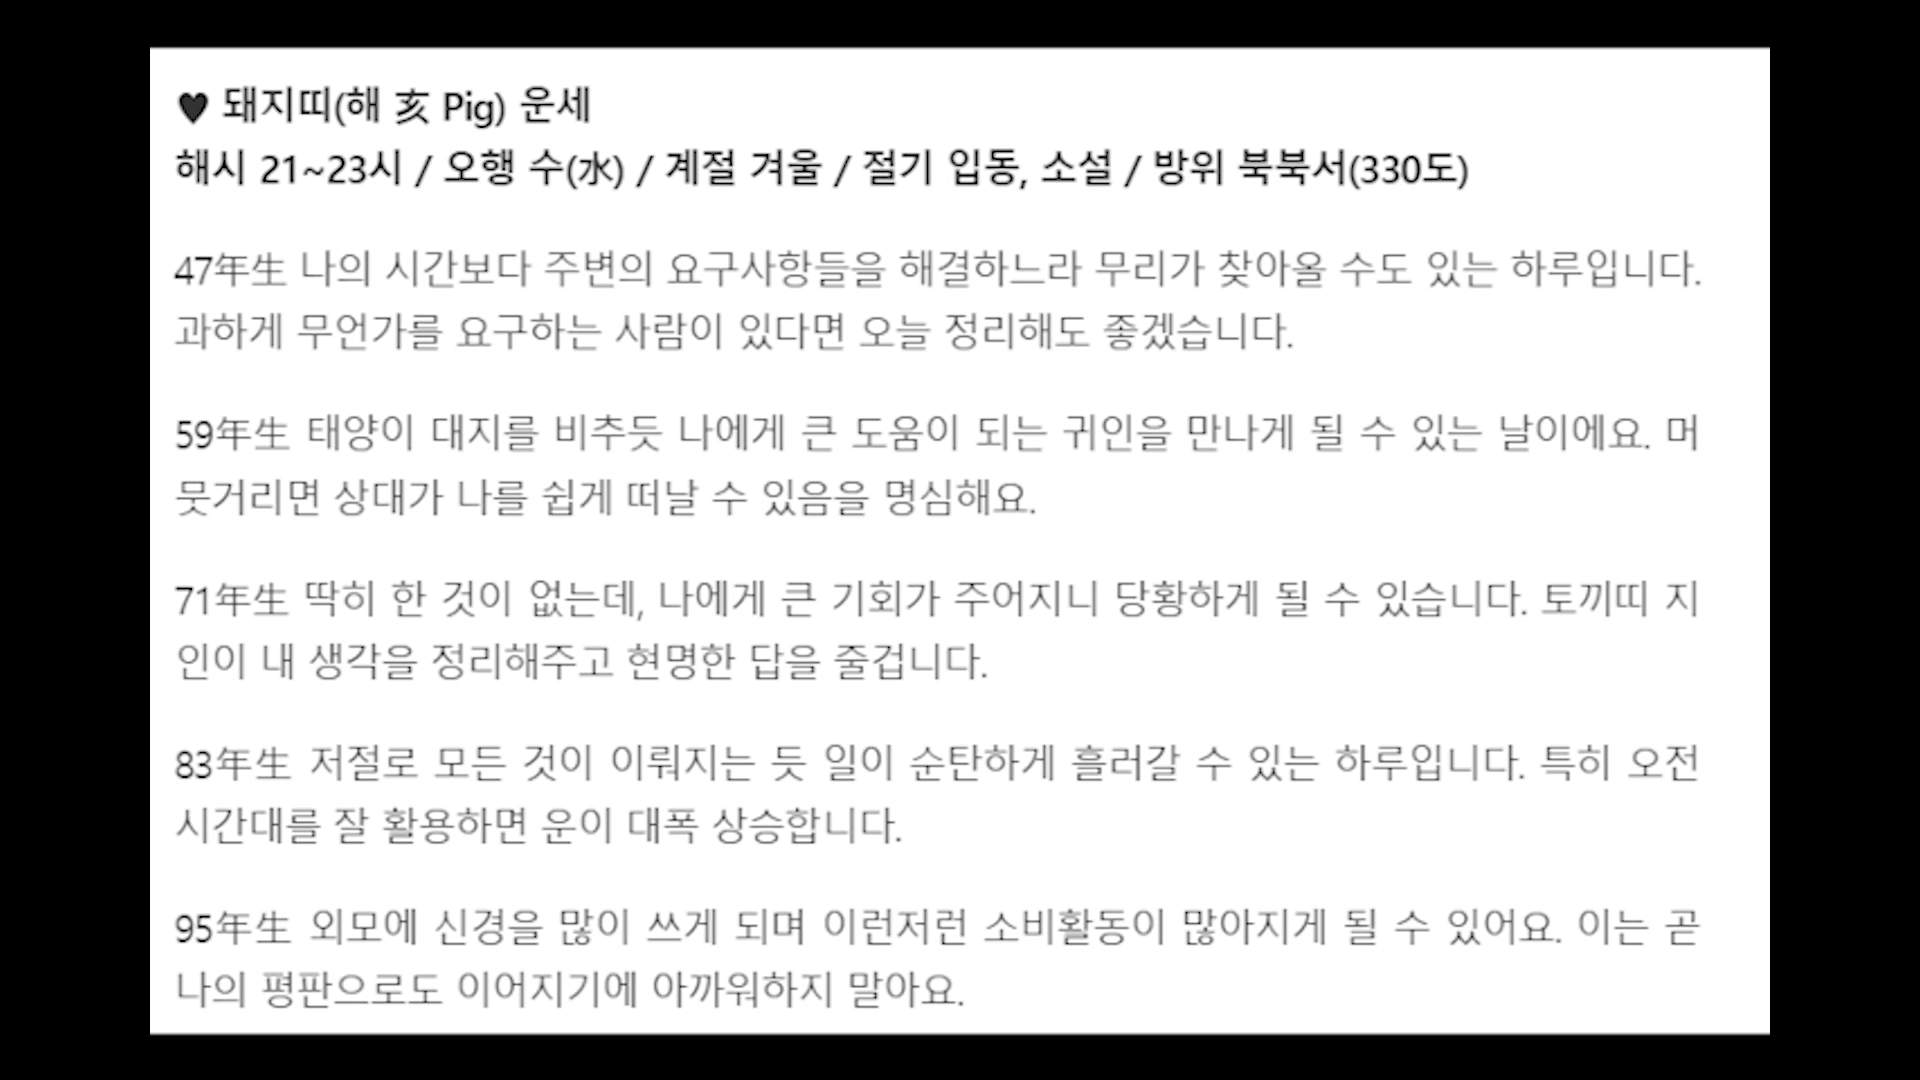 ♥ 돼지띠(해 亥 Pig) 운세
해시 21~23시 / 오행 수(水) / 계절 겨울 / 절기 입동, 소설 / 방위 북북서(330도)
47年生 나의 시간보다 주변의 요구사항들을 해결하느라 무리가 찾아올 수도 있는 하루입니다.
과하게 무언가를 요구하는 사람이 있다면 오늘 정리해도 좋겠습니다.
59年生 태양이 대지를 비추듯 나에게 큰 도움이 되는 귀인을 만나게 될 수 있는 날이에요. 머
뭇거리면 상대가 나를 쉽게 떠날 수 있음을 명심해요.
71年生 딱히 한 것이 없는데, 나에게 큰 기회가 주어지니 당황하게 될 수 있습니다. 토끼띠 지
인이 내 생각을 정리해주고 현명한 답을 줄겁니다.
83年生 저절로 모든 것이 이뤄지는 듯 일이 순탄하게 흘러갈 수 있는 하루입니다. 특히 오전
시간대를 잘 활용하면 운이 대폭 상승합니다.
95年生 외모에 신경을 많이 쓰게 되며 이런저런 소비활동이 많아지게 될 수 있어요. 이는 곧
나의 평판으로도 이어지기에 아까워하지 말아요.